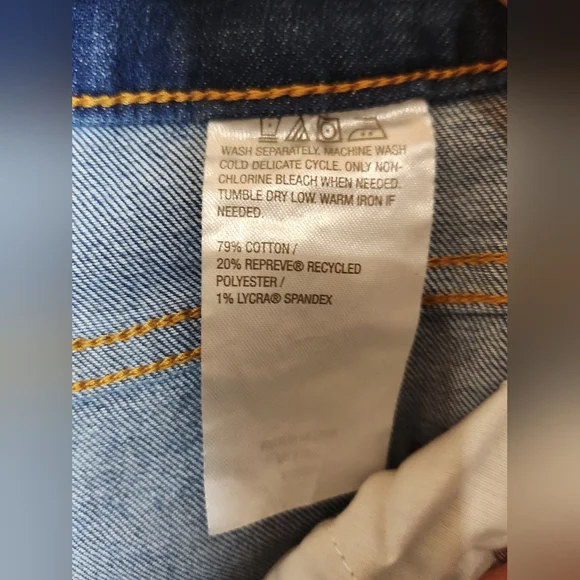 WASH SEPARATELY. MACHINE WASH
COLD DELICATE CYCLE. ONLY NON-
CHLORINE BLEACH WHEN NEEDED.
TUMBLE DRY LOW. WARM IRON IF
NEEDED.
79% COTTON /
20% REPREVE® RECYCLED
POLYESTER /
1% LYCRA® SPANDEX